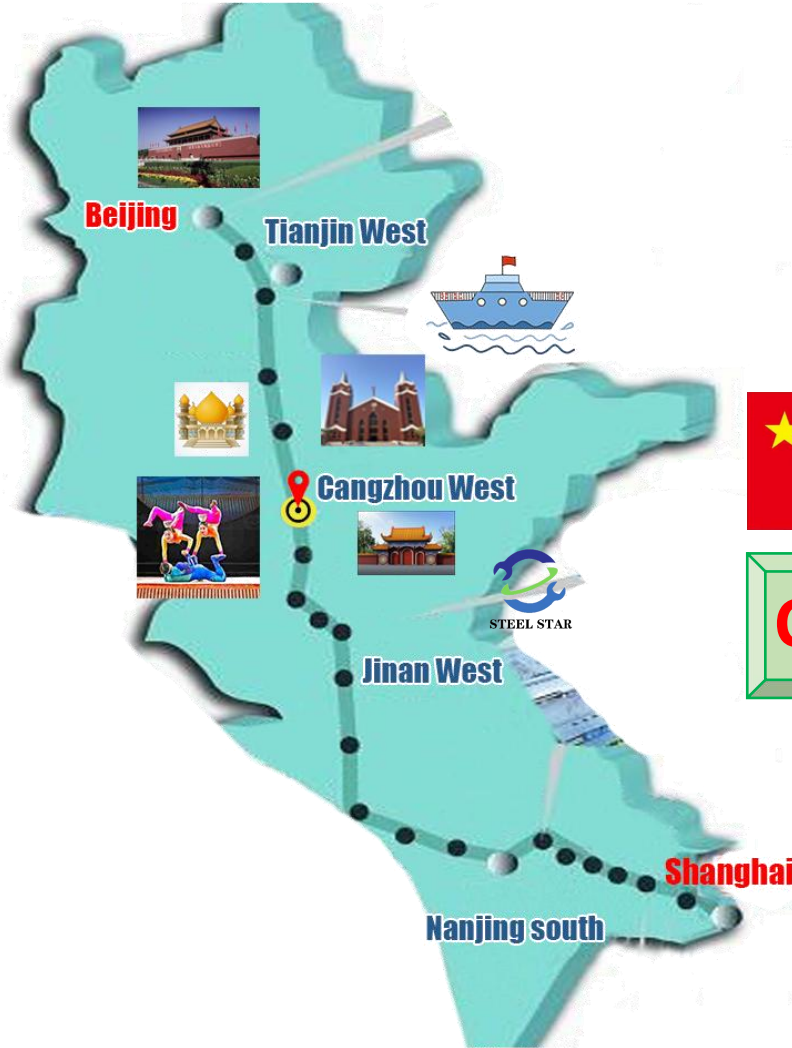 Beijing
Tianjin West
Cangzhou West
STEEL STAR
Jinan West
Shanghai
Nanjing south